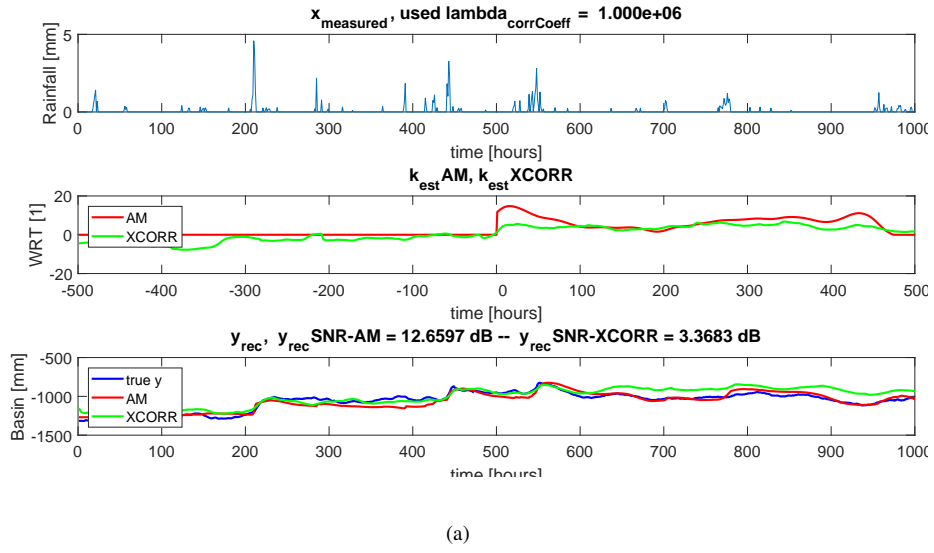 x_measured, used lambda_corrCoeff = 1.000e+06
Rainfall [mm]
5
0
0 100 200 300 400 500 600 700 800 900 1000
time [hours]
k_est AM, k_est XCORR
WRT [1]
20
0
-20
AM
XCORR
-500 -400 -300 -200 -100 0 100 200 300 400 500
time [hours]
y_rec, y_rec SNR-AM = 12.6597 dB -- y_rec SNR-XCORR = 3.3683 dB
Basin [mm]
-500
-1000
-1500
true y
AM
XCORR
0 100 200 300 400 500 600 700 800 900 1000
time [hours]
(a)